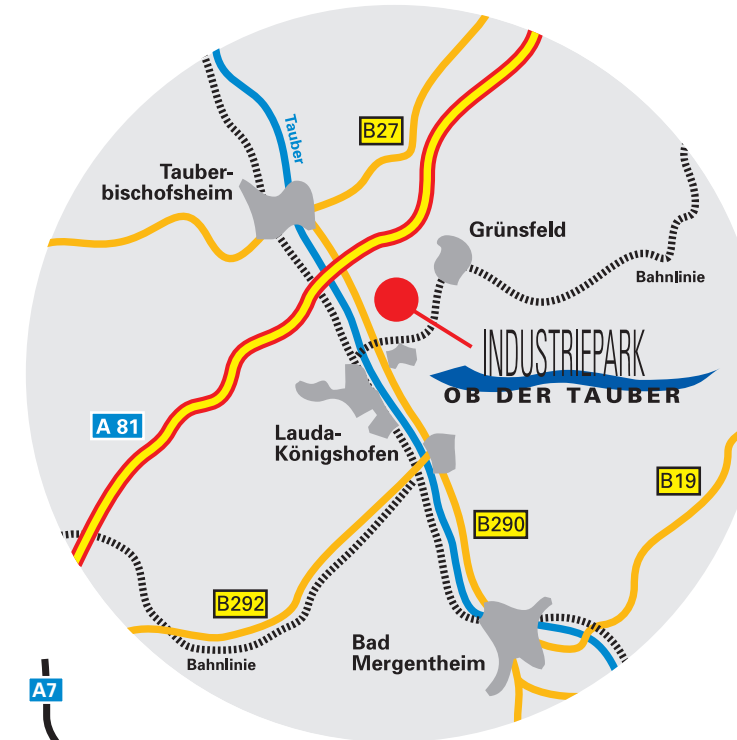 Tauber
B27
Tauber-
bischofsheim
Grünsfeld
Bahnlinie
INDUSTRIEPARK
OB DER TAUBER
A 81
Lauda-
Königshofen
B19
B290
B292
Bad
Mergentheim
Bahnlinie
A7